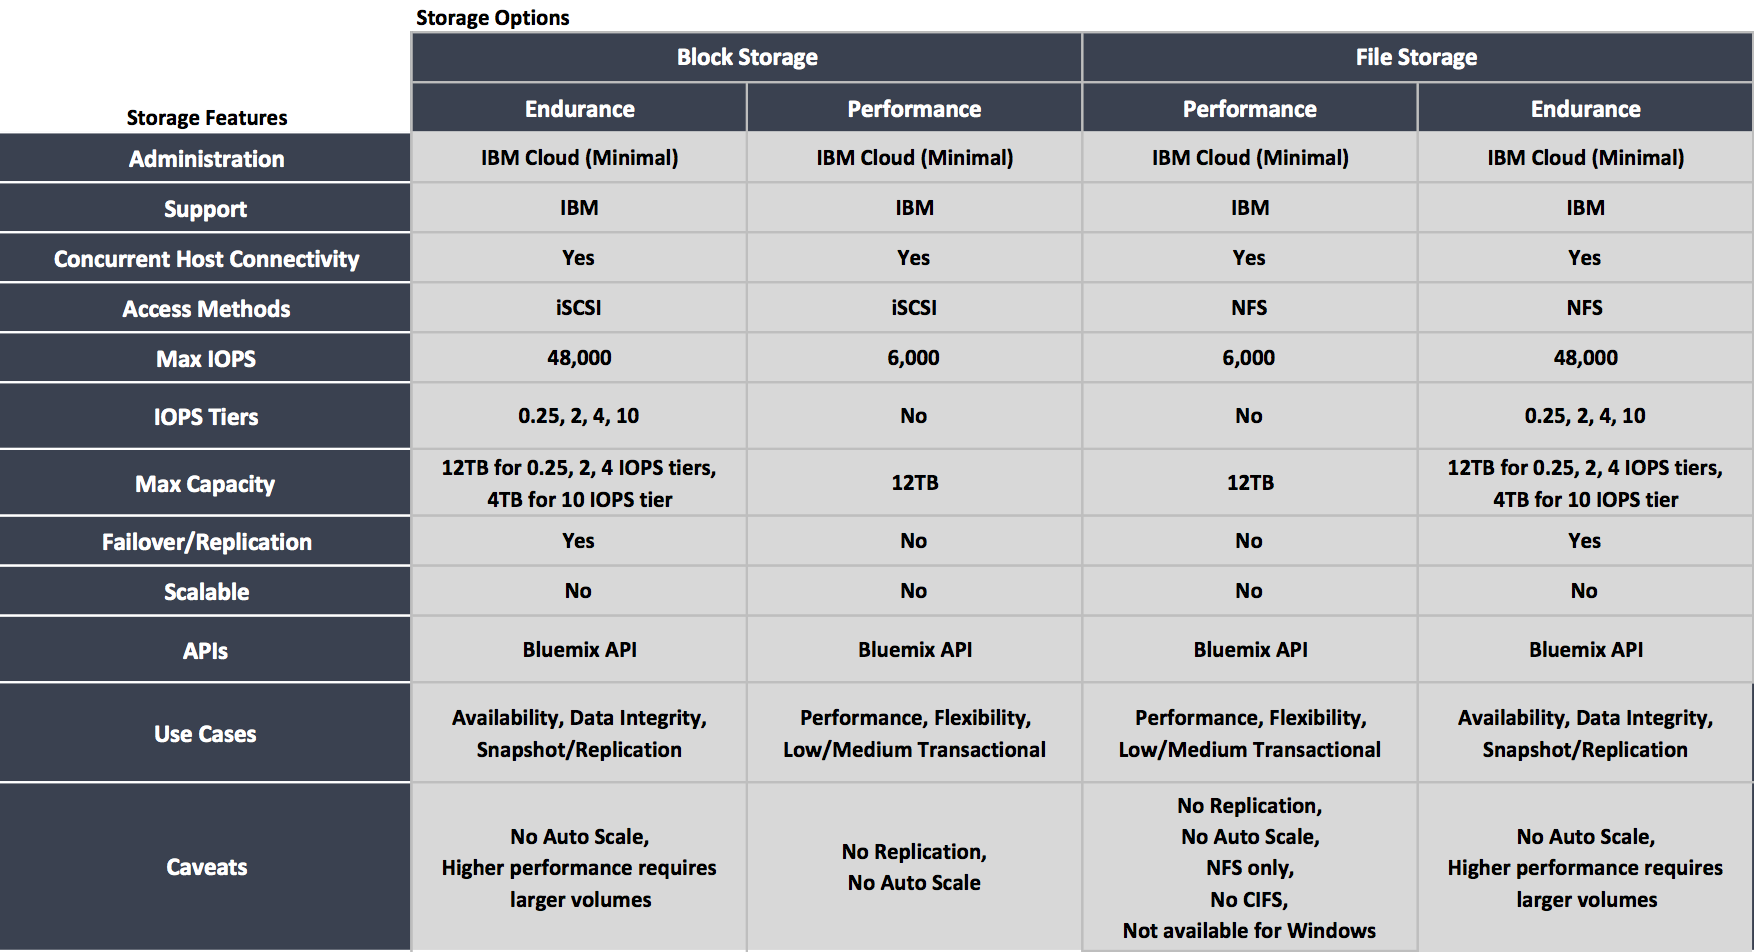 Storage Options
Block Storage File Storage
Storage Features Endurance Performance Performance Endurance
Administration IBM Cloud (Minimal) IBM Cloud (Minimal) IBM Cloud (Minimal) IBM Cloud (Minimal)
Support IBM IBM IBM IBM
Concurrent Host Connectivity Yes Yes Yes Yes
Access Methods iSCSI iSCSI NFS NFS
Max IOPS 48,000 6,000 6,000 48,000
IOPS Tiers 0.25, 2, 4, 10 No No 0.25, 2, 4, 10
Max Capacity 12TB for 0.25, 2, 4 IOPS tiers, 12TB 12TB 12TB for 0.25, 2, 4 IOPS tiers,
4TB for 10 IOPS tier 4TB for 10 IOPS tier
Failover/Replication Yes No No Yes
Scalable No No No No
APIs Bluemix API Bluemix API Bluemix API Bluemix API
Use Cases Availability, Data Integrity, Performance, Flexibility, Performance, Flexibility, Availability, Data Integrity,
Snapshot/Replication Low/Medium Transactional Low/Medium Transactional Snapshot/Replication
Caveats
No Auto Scale,
Higher performance requires
larger volumes
No Replication,
No Auto Scale
No Replication,
No Auto Scale,
NFS only,
No CIFS,
Not available for Windows
No Auto Scale,
Higher performance requires
larger volumes